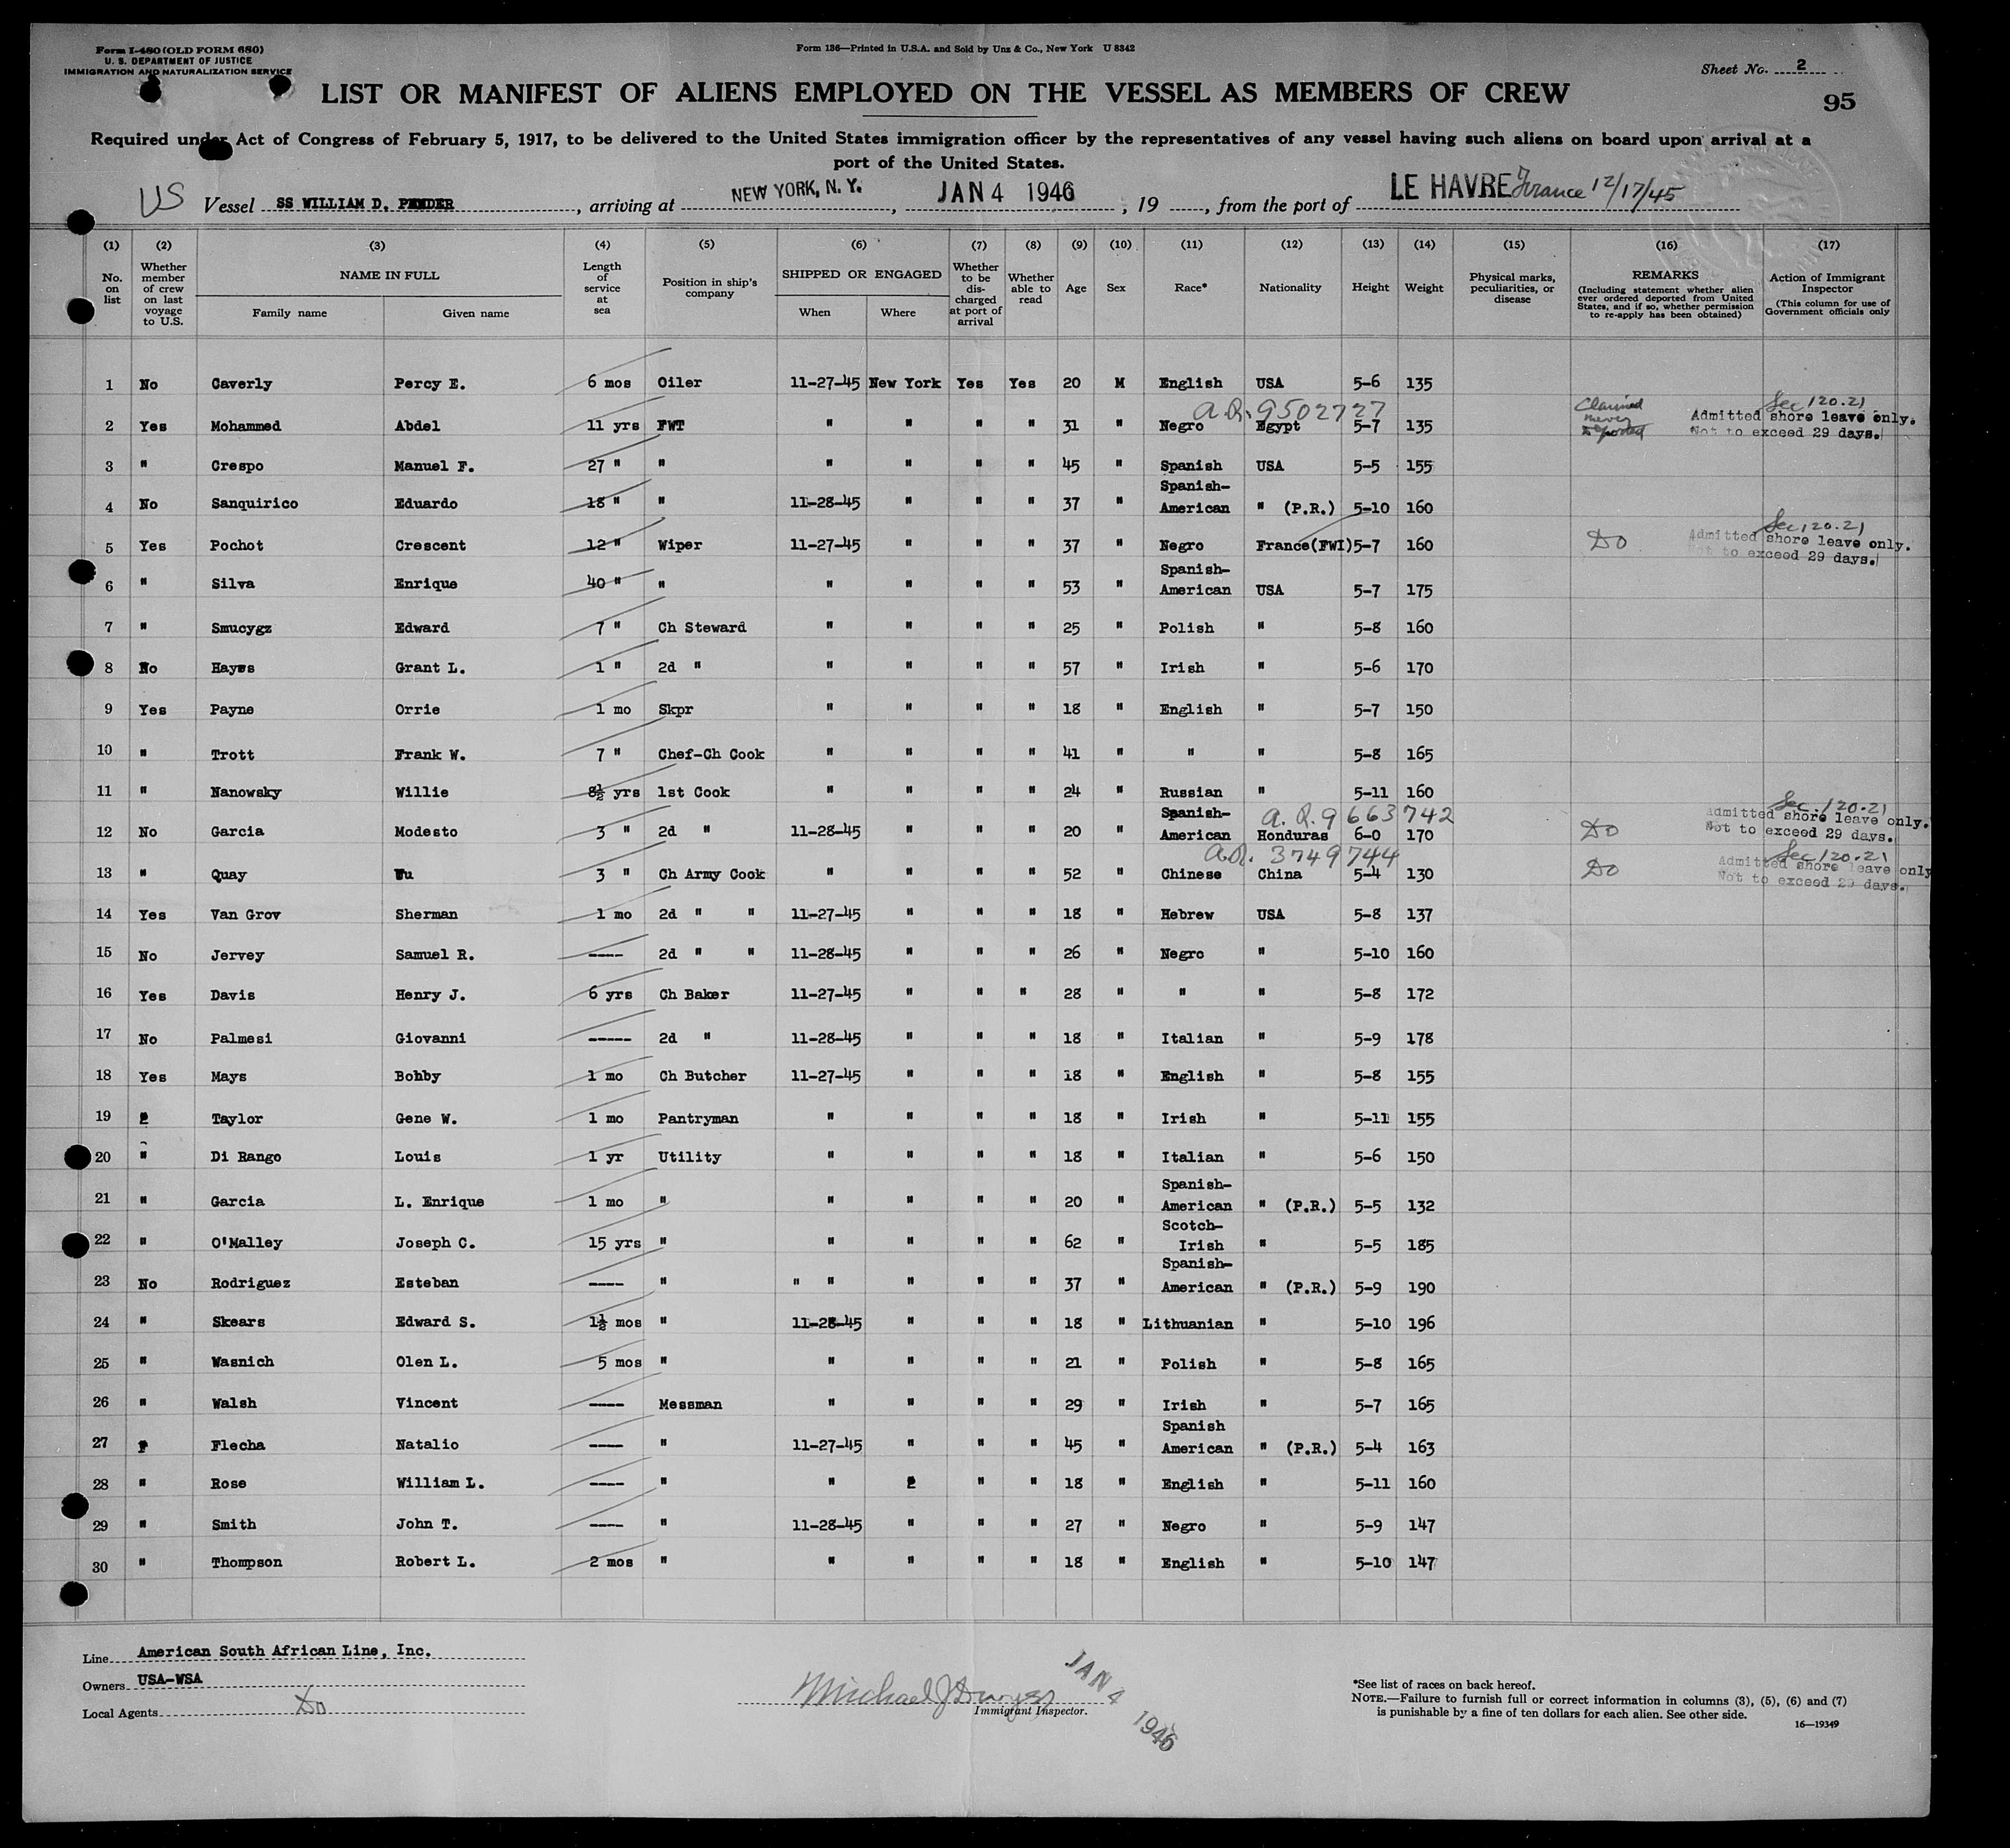 Form I-480 (OLD FORM 680)
U. S. DEPARTMENT OF JUSTICE
IMMIGRATION AND NATURALIZATION SERVICE
Form 136—Printed in U.S.A. and Sold by Unz & Co., New York U 8342
Sheet No. 2
95
LIST OR MANIFEST OF ALIENS EMPLOYED ON THE VESSEL AS MEMBERS OF CREW
Required under Act of Congress of February 5, 1917, to be delivered to the United States immigration officer by the representatives of any vessel having such aliens on board upon arrival at a
port of the United States.
US Vessel SS WILLIAM D. PENDER, arriving at NEW YORK, N. Y., JAN 4 1946, 19 , from the port of LE HAVRE France 12/17/45
(1) (2) (3) (4) (5) (6) (7) (8) (9) (10) (11) (12) (13) (14) (15) (16) (17)
No. on list
Whether member of crew on last voyage to U.S.
NAME IN FULL
Family name Given name
Length of service at sea
Position in ship's company
SHIPPED OR ENGAGED
When Where
Whether to be discharged at port of arrival
Whether able to read
Age Sex Race* Nationality Height Weight
Physical marks, peculiarities, or disease
REMARKS
(Including statement whether alien ever ordered deported from United States, and if so, whether permission to re-apply has been obtained)
Action of Immigrant Inspector
(This column for use of Government officials only
1 No Caverly Percy E. 6 mos Oiler 11-27-45 New York Yes Yes 20 M English USA 5-6 135
a.R. 9502727
2 Yes Mohammed Abdel 11 yrs FWT " " " " 31 " Negro Egypt 5-7 135 Claimed never deported Sec 120.21 Admitted shore leave only. Not to exceed 29 days.
3 " Crespo Manuel F. 27 " " " " " " 45 " Spanish USA 5-5 155
4 No Sanquirico Eduardo 18 " " 11-28-45 " " " 37 " Spanish-American " (P.R.) 5-10 160
5 Yes Pochot Crescent 12 " Wiper 11-27-45 " " " 37 " Negro France(FWI) 5-7 160 Do Sec 120.21 Admitted shore leave only. Not to exceed 29 days.
6 " Silva Enrique 40 " " " " " " 53 " Spanish-American USA 5-7 175
7 " Smucygz Edward 7 " Ch Steward " " " " 25 " Polish " 5-8 160
8 No Hayes Grant L. 1 " 2d " " " " " 57 " Irish " 5-6 170
9 Yes Payne Orrie 1 mo Skpr " " " " 18 " English " 5-7 150
10 " Trott Frank W. 7 " Chef-Ch Cook " " " " 41 " " " 5-8 165
11 " Nanowsky Willie 8½ yrs 1st Cook " " " " 24 " Russian " 5-11 160
a.R. 9663742
12 No Garcia Modesto 3 " 2d " 11-28-45 " " " 20 " Spanish-American Honduras 6-0 170 Do Sec. 120.21 Admitted shore leave only. Not to exceed 29 days.
a.R. 3749744
13 " Quay Wu 3 " Ch Army Cook " " " " 52 " Chinese China 5-4 130 Do Sec 120.21 Admitted shore leave only Not to exceed 29 days.
14 Yes Van Grov Sherman 1 mo 2d " " 11-27-45 " " " 18 " Hebrew USA 5-8 137
15 No Jervey Samuel R. ---- 2d " " 11-28-45 " " " 26 " Negro " 5-10 160
16 Yes Davis Henry J. 6 yrs Ch Baker 11-27-45 " " " 28 " " " 5-8 172
17 No Palmesi Giovanni ----- 2d " 11-28-45 " " " 18 " Italian " 5-9 178
18 Yes Mays Bobby 1 mo Ch Butcher 11-27-45 " " " 18 " English " 5-8 155
19 2 Taylor Gene W. 1 mo Pantryman " " " " 18 " Irish " 5-11 155
20 " Di Rango Louis 1 yr Utility " " " " 18 " Italian " 5-6 150
21 " Garcia L. Enrique 1 mo " " " " " 20 " Spanish-American " (P.R.) 5-5 132
22 " O'Malley Joseph C. 15 yrs " " " " " 62 " Scotch-Irish " 5-5 185
23 No Rodriguez Esteban ---- " " " " " " 37 " Spanish-American " (P.R.) 5-9 190
24 " Skears Edward S. 1½ mos " 11-28-45 " " " 18 " Lithuanian " 5-10 196
25 " Wasnich Olen L. 5 mos " " " " " 21 " Polish " 5-8 165
26 " Walsh Vincent ---- Messman " " " " 29 " Irish " 5-7 165
27 " Flecha Natalio ---- " 11-27-45 " " " 45 " Spanish American " (P.R.) 5-4 163
28 " Rose William L. ---- " " 2 " " 18 " English " 5-11 160
29 " Smith John T. ---- " 11-28-45 " " " 27 " Negro " 5-9 147
30 " Thompson Robert L. 2 mos " " " " " 18 " English " 5-10 147
Line American South African Line, Inc.
Owners USA-WSA
Local Agents Do
Michael J Dwyer
Immigrant Inspector.
JAN 4 1946
*See list of races on back hereof.
NOTE.—Failure to furnish full or correct information in columns (3), (5), (6) and (7)
is punishable by a fine of ten dollars for each alien. See other side.
16—19349